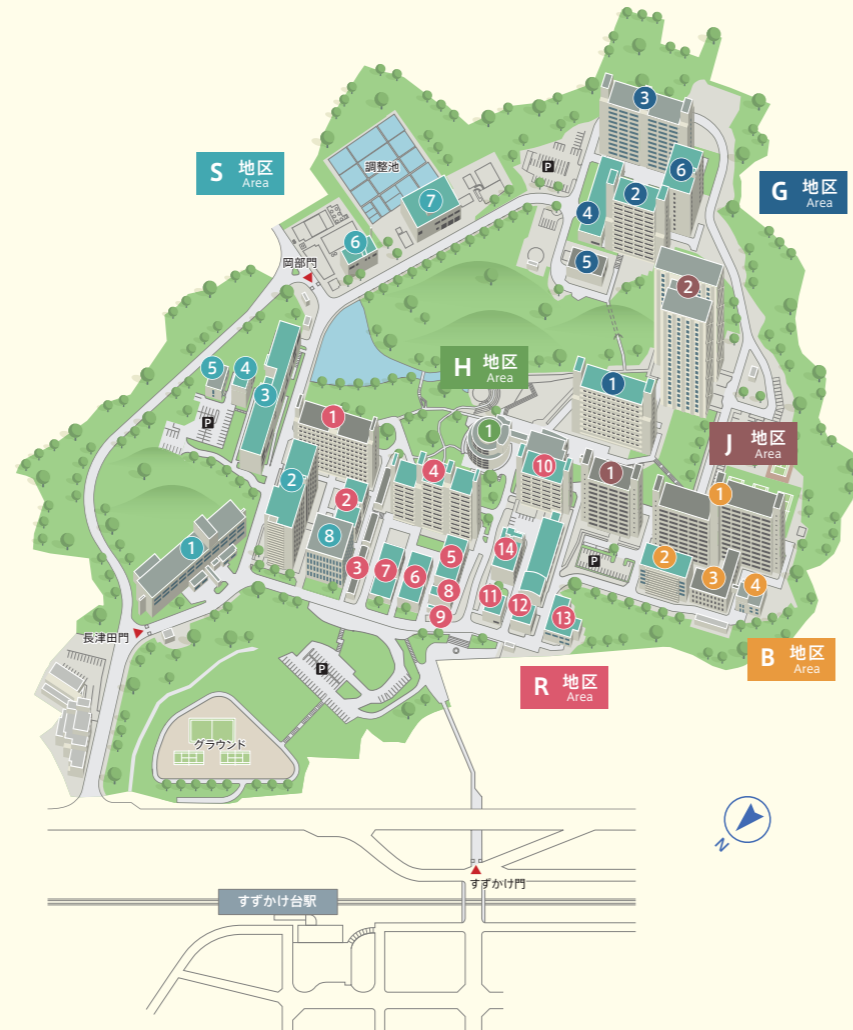 3
調整池
P
6
S 地区
Area
7
2
G 地区
Area
4
6
岡部門
5
2
H 地区
Area
5
4
3
1
P
1
1
J 地区
Area
4
10
1
2
1
2
8
14
5
2
1
P
3
7
6
8
3
4
11
12
9
13
長津田門
B 地区
Area
P
R 地区
Area
グラウンド
N
すずかけ門
すずかけ台駅